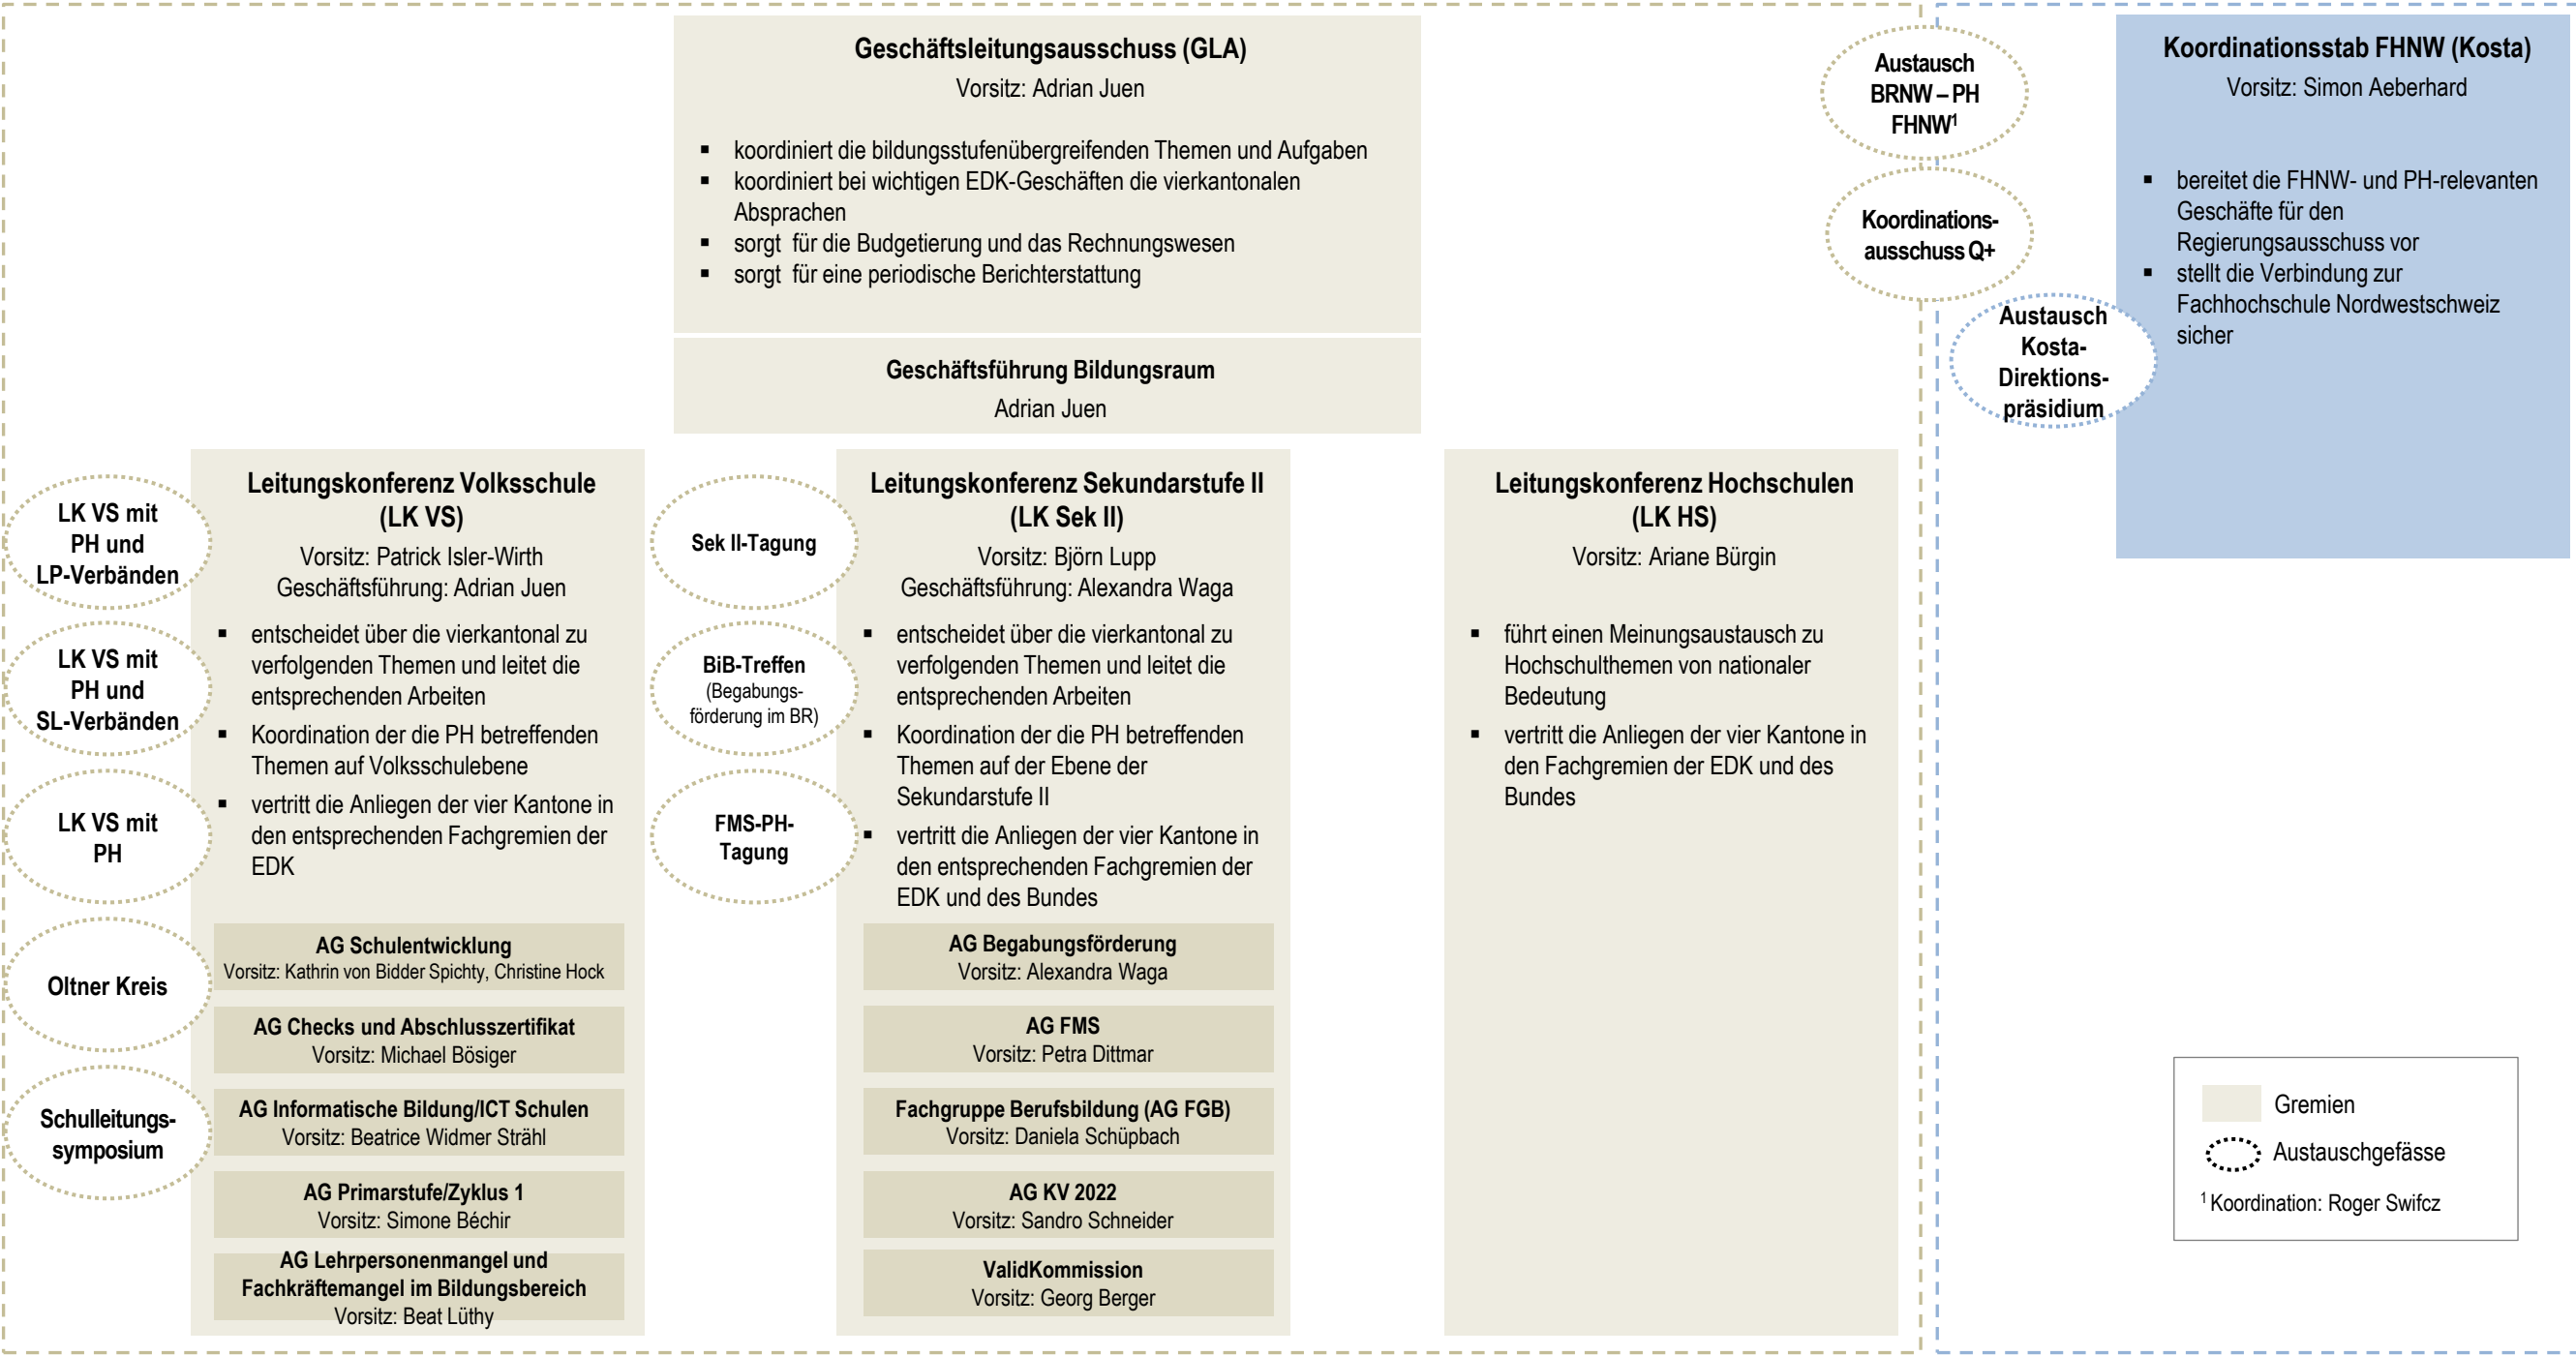 Geschäftsleitungsausschuss (GLA)
Vorsitz: Adrian Juen
▪ koordiniert die bildungsstufenübergreifenden Themen und Aufgaben
▪ koordiniert bei wichtigen EDK-Geschäften die vierkantonalen
Absprachen
▪ sorgt für die Budgetierung und das Rechnungswesen
▪ sorgt für eine periodische Berichterstattung
Geschäftsführung Bildungsraum
Adrian Juen
Austausch
BRNW – PH
FHNW¹
Koordinations-
ausschuss Q+
Austausch
Kosta-
Direktions-
präsidium
Koordinationsstab FHNW (Kosta)
Vorsitz: Simon Aeberhard
▪ bereitet die FHNW- und PH-relevanten
Geschäfte für den
Regierungsausschuss vor
▪ stellt die Verbindung zur
Fachhochschule Nordwestschweiz
sicher
LK VS mit
PH und
LP-Verbänden
LK VS mit
PH und
SL-Verbänden
LK VS mit
PH
Oltner Kreis
Schulleitungs-
symposium
Leitungskonferenz Volksschule
(LK VS)
Vorsitz: Patrick Isler-Wirth
Geschäftsführung: Adrian Juen
▪ entscheidet über die vierkantonal zu
verfolgenden Themen und leitet die
entsprechenden Arbeiten
▪ Koordination der die PH betreffenden
Themen auf Volksschulebene
▪ vertritt die Anliegen der vier Kantone in
den entsprechenden Fachgremien der
EDK
AG Schulentwicklung
Vorsitz: Kathrin von Bidder Spichty, Christine Hock
AG Checks und Abschlusszertifikat
Vorsitz: Michael Bösiger
AG Informatische Bildung/ICT Schulen
Vorsitz: Beatrice Widmer Strähl
AG Primarstufe/Zyklus 1
Vorsitz: Simone Béchir
AG Lehrpersonenmangel und
Fachkräftemangel im Bildungsbereich
Vorsitz: Beat Lüthy
Sek II-Tagung
BiB-Treffen
(Begabungs-
förderung im BR)
FMS-PH-
Tagung
Leitungskonferenz Sekundarstufe II
(LK Sek II)
Vorsitz: Björn Lupp
Geschäftsführung: Alexandra Waga
▪ entscheidet über die vierkantonal zu
verfolgenden Themen und leitet die
entsprechenden Arbeiten
▪ Koordination der die PH betreffenden
Themen auf der Ebene der
Sekundarstufe II
▪ vertritt die Anliegen der vier Kantone in
den entsprechenden Fachgremien der
EDK und des Bundes
AG Begabungsförderung
Vorsitz: Alexandra Waga
AG FMS
Vorsitz: Petra Dittmar
Fachgruppe Berufsbildung (AG FGB)
Vorsitz: Daniela Schüpbach
AG KV 2022
Vorsitz: Sandro Schneider
ValidKommission
Vorsitz: Georg Berger
Leitungskonferenz Hochschulen
(LK HS)
Vorsitz: Ariane Bürgin
▪ führt einen Meinungsaustausch zu
Hochschulthemen von nationaler
Bedeutung
▪ vertritt die Anliegen der vier Kantone in
den Fachgremien der EDK und des
Bundes
Gremien
Austauschgefässe
¹ Koordination: Roger Swifcz